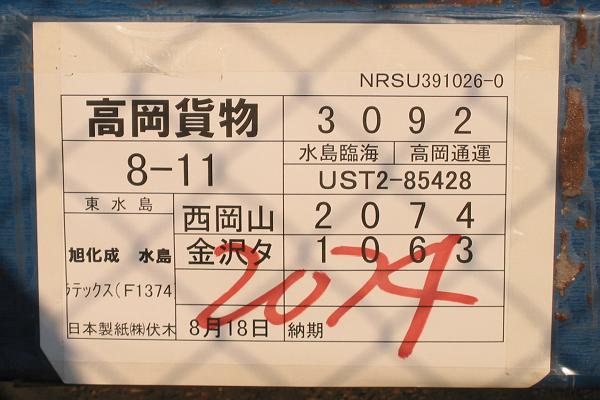 NRSU391026-0
高岡貨物 3092
8-11 水島臨海 高岡通運
UST2-85428
東水島 西岡山 2074
旭化成 水島 金沢タ 1063
ラテックス(F1374)
2074
日本製紙㈱伏木 8月18日 納期